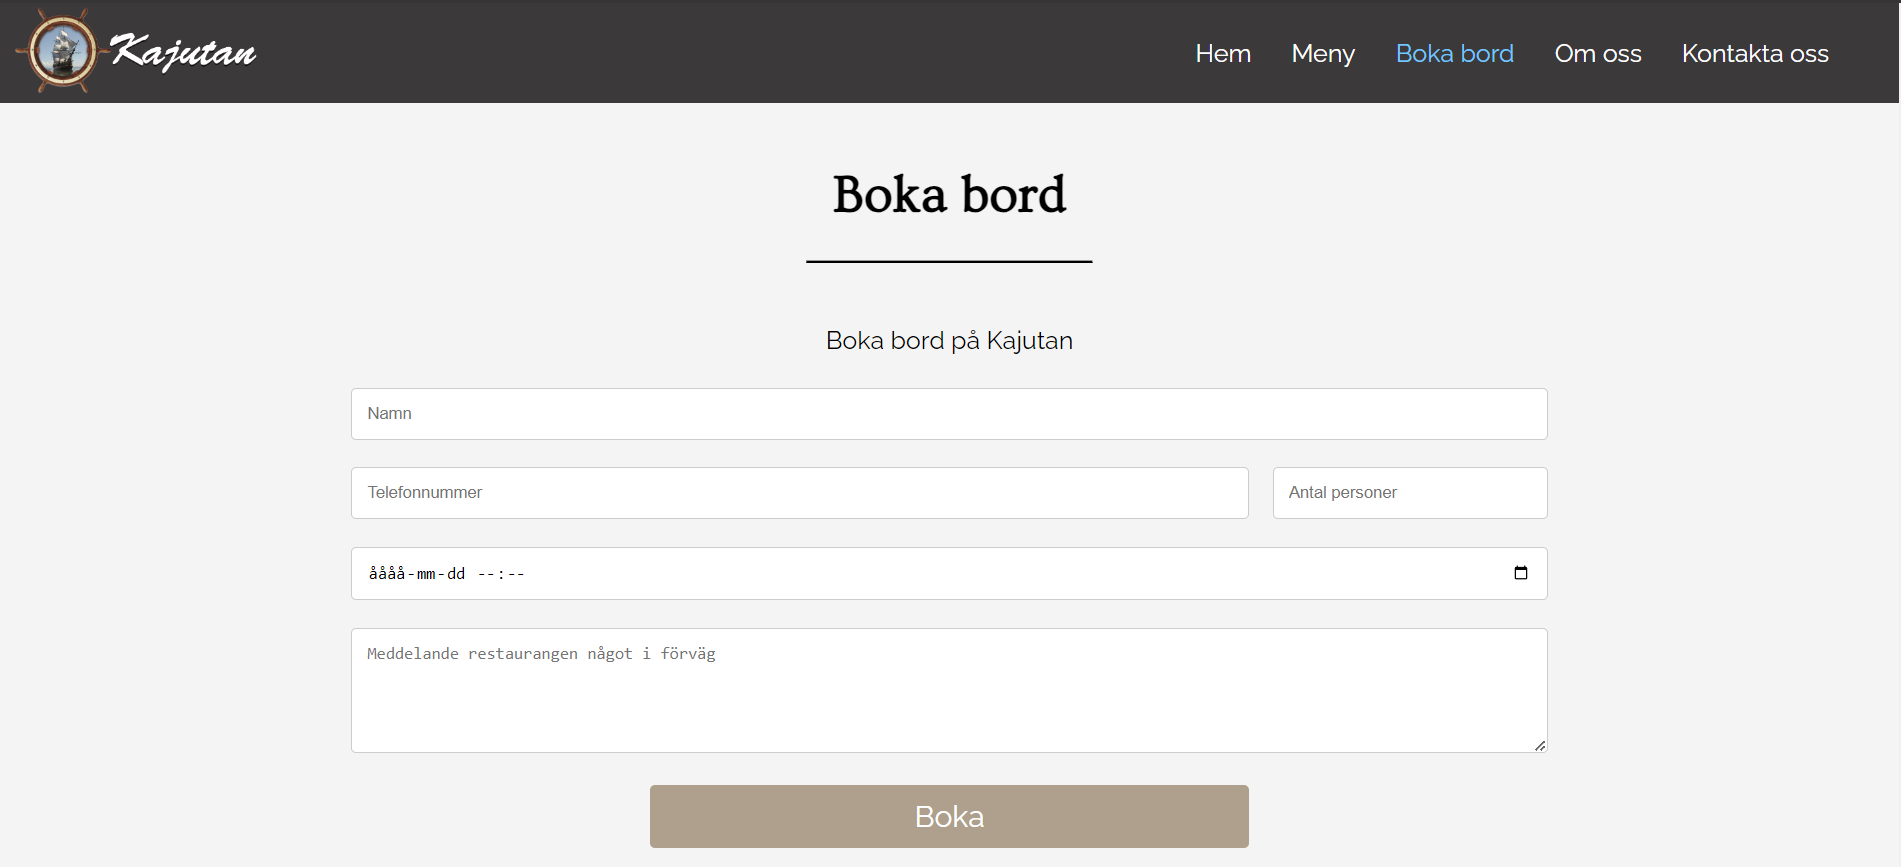 Kajutan
Hem Meny Boka bord Om oss Kontakta oss
Boka bord
Boka bord på Kajutan
Namn
Telefonnummer Antal personer
åååå-mm-dd --:--
Meddelande restaurangen något i förväg
Boka